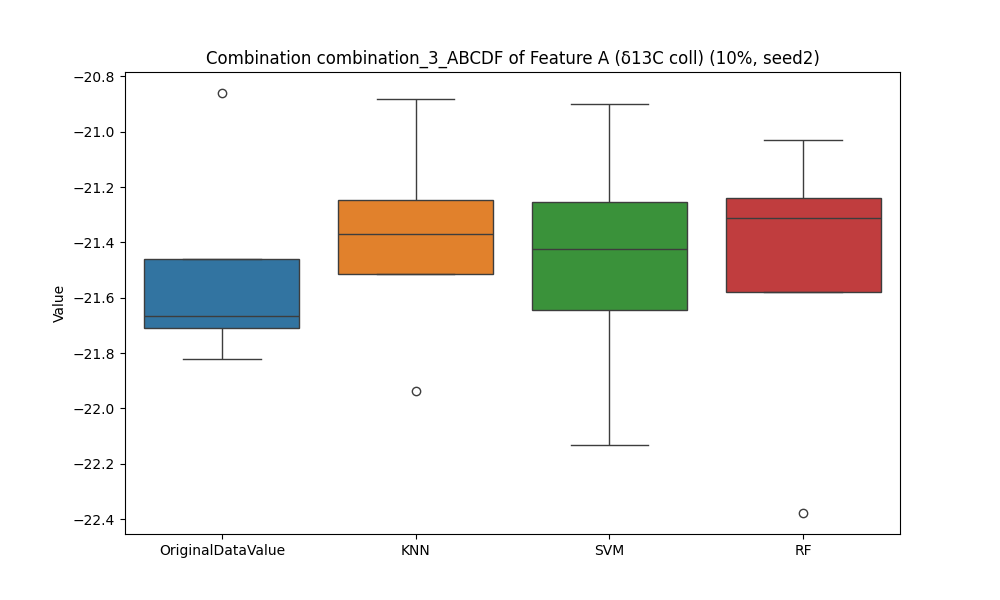 Combination combination_3_ABCDF of Feature A (δ13C coll) (10%, seed2)
−20.8
−21.0
−21.2
−21.4
−21.6
−21.8
−22.0
−22.2
−22.4
Value
OriginalDataValue
KNN
SVM
RF